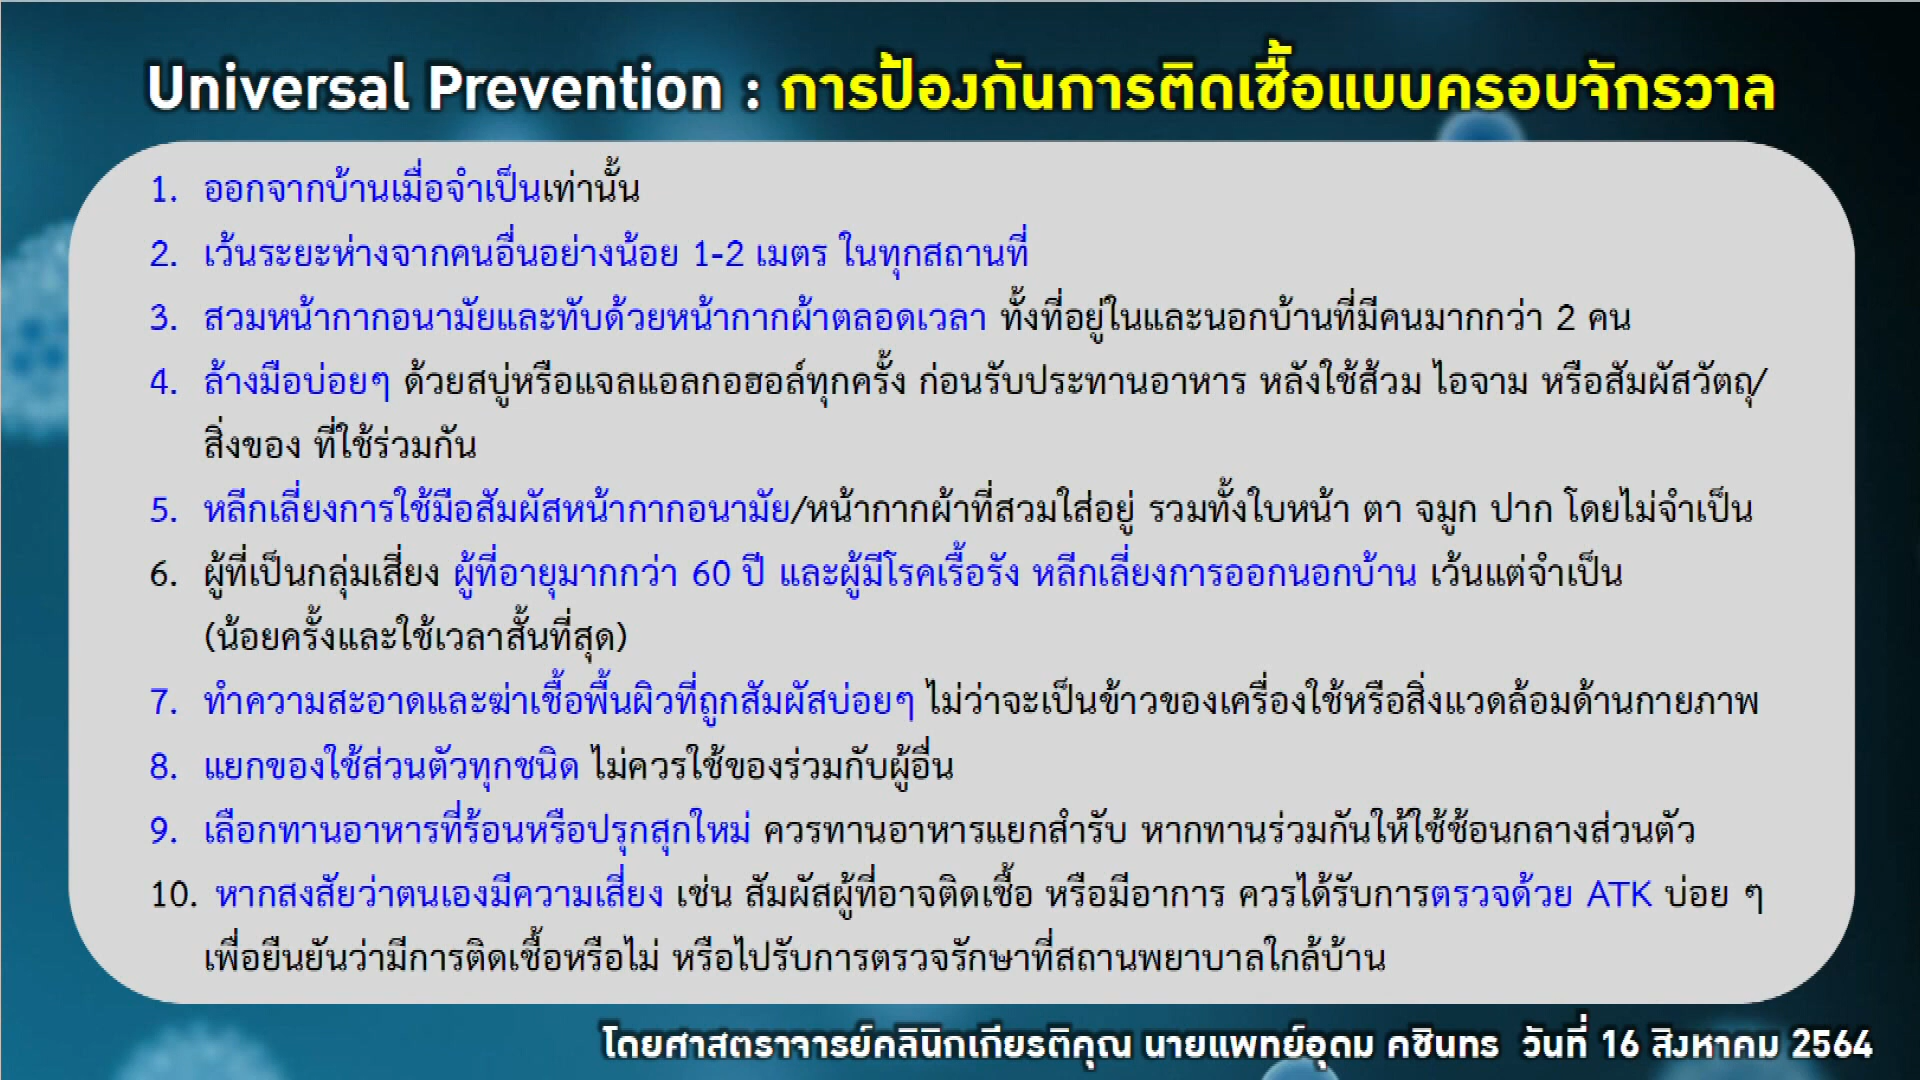 Universal Prevention : การป้องกันการติดเชื้อแบบครอบจักรวาล
1. ออกจากบ้านเมื่อจำเป็นเท่านั้น
2. เว้นระยะห่างจากคนอื่นอย่างน้อย 1-2 เมตร ในทุกสถานที่
3. สวมหน้ากากอนามัยและทับด้วยหน้ากากผ้าตลอดเวลา ทั้งที่อยู่ในและนอกบ้านที่มีคนมากกว่า 2 คน
4. ล้างมือบ่อยๆ ด้วยสบู่หรือแจลแอลกอฮอล์ทุกครั้ง ก่อนรับประทานอาหาร หลังใช้ส้วม ไอจาม หรือสัมผัสวัตถุ/
สิ่งของ ที่ใช้ร่วมกัน
5. หลีกเลี่ยงการใช้มือสัมผัสหน้ากากอนามัย/หน้ากากผ้าที่สวมใส่อยู่ รวมทั้งใบหน้า ตา จมูก ปาก โดยไม่จำเป็น
6. ผู้ที่เป็นกลุ่มเสี่ยง ผู้ที่อายุมากกว่า 60 ปี และผู้มีโรคเรื้อรัง หลีกเลี่ยงการออกนอกบ้าน เว้นแต่จำเป็น
(น้อยครั้งและใช้เวลาสั้นที่สุด)
7. ทำความสะอาดและฆ่าเชื้อพื้นผิวที่ถูกสัมผัสบ่อยๆ ไม่ว่าจะเป็นข้าวของเครื่องใช้หรือสิ่งแวดล้อมด้านกายภาพ
8. แยกของใช้ส่วนตัวทุกชนิด ไม่ควรใช้ของร่วมกับผู้อื่น
9. เลือกทานอาหารที่ร้อนหรือปรุกสุกใหม่ ควรทานอาหารแยกสำรับ หากทานร่วมกันให้ใช้ช้อนกลางส่วนตัว
10. หากสงสัยว่าตนเองมีความเสี่ยง เช่น สัมผัสผู้ที่อาจติดเชื้อ หรือมีอาการ ควรได้รับการตรวจด้วย ATK บ่อย ๆ
เพื่อยืนยันว่ามีการติดเชื้อหรือไม่ หรือไปรับการตรวจรักษาที่สถานพยาบาลใกล้บ้าน
โดยศาสตราจารย์คลินิกเกียรติคุณ นายแพทย์อุดม คชินทร วันที่ 16 สิงหาคม 2564